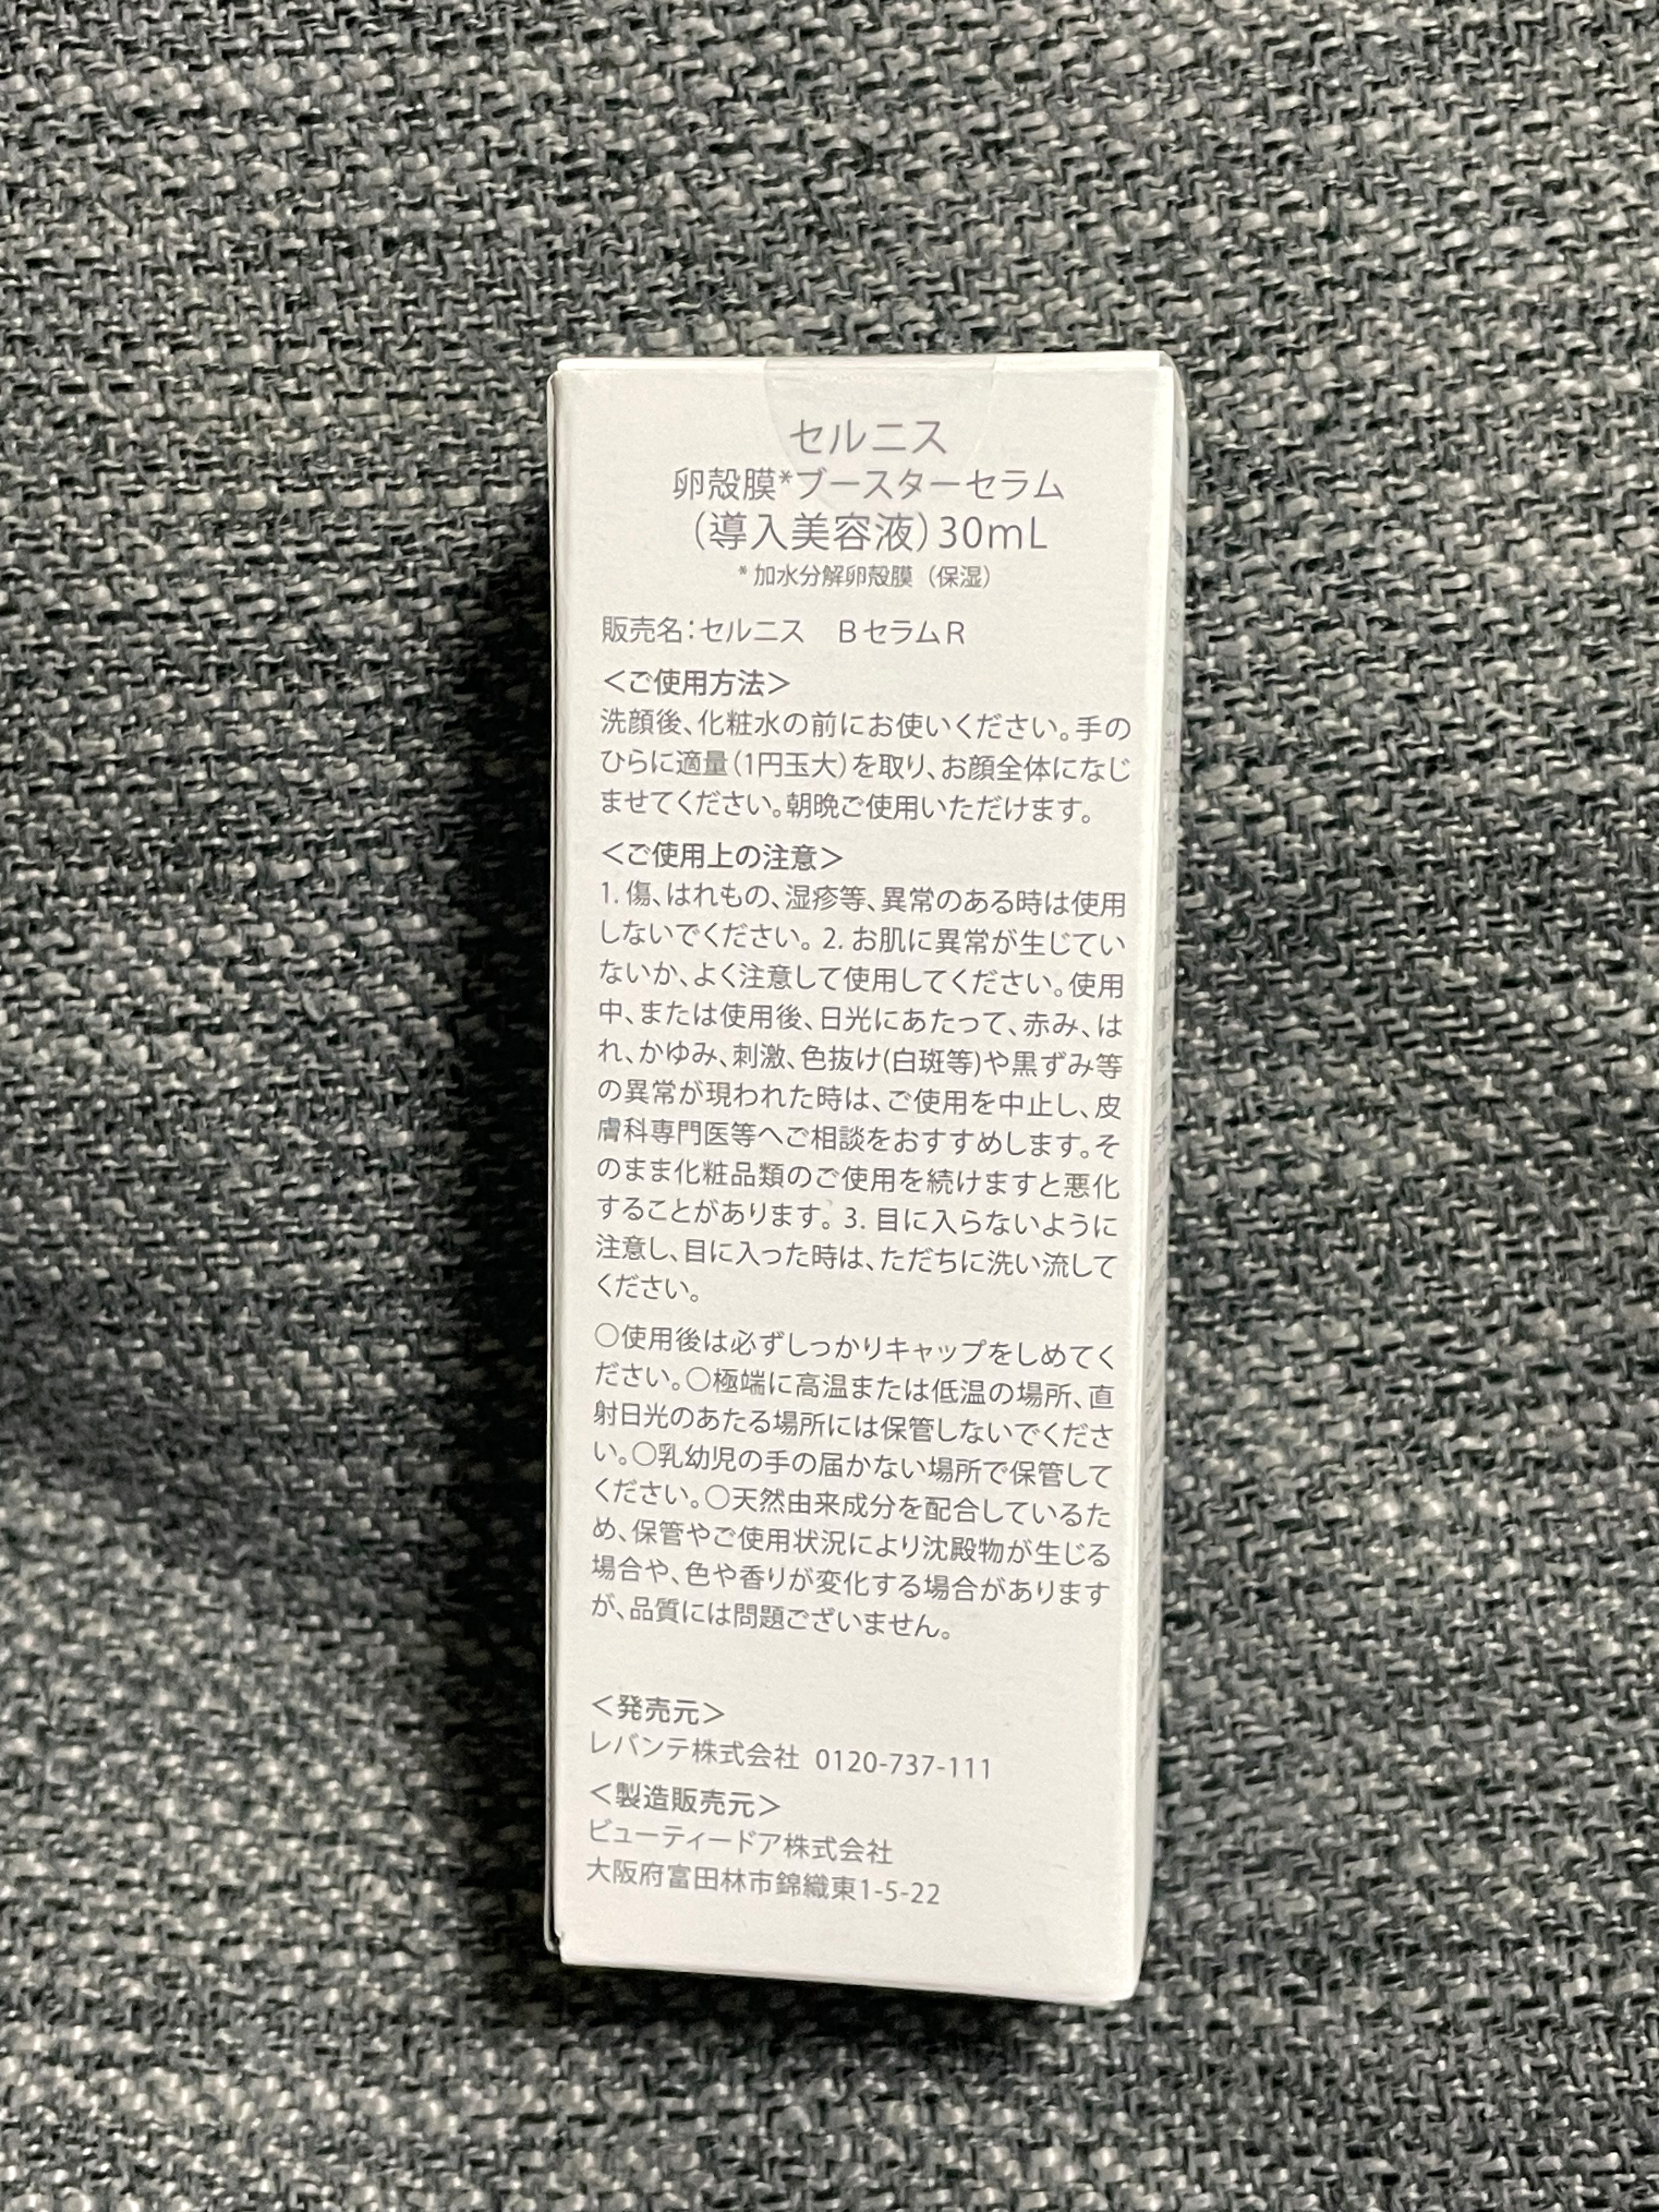 セルニス
卵殻膜*ブースターセラム
（導入美容液）30mL
*加水分解卵殻膜（保湿）
販売名：セルニス　BセラムR
＜ご使用方法＞
洗顔後、化粧水の前にお使いください。手の
ひらに適量（1円玉大）を取り、お顔全体になじ
ませてください。朝晩ご使用いただけます。
＜ご使用上の注意＞
1. 傷、はれもの、湿疹等、異常のある時は使用
しないでください。2. お肌に異常が生じてい
ないか、よく注意して使用してください。使用
中、または使用後、日光にあたって、赤み、は
れ、かゆみ、刺激、色抜け(白斑等)や黒ずみ等
の異常が現われた時は、ご使用を中止し、皮
膚科専門医等へご相談をおすすめします。そ
のまま化粧品類のご使用を続けますと悪化
することがあります。3. 目に入らないように
注意し、目に入った時は、ただちに洗い流して
ください。
○使用後は必ずしっかりキャップをしめてく
ださい。○極端に高温または低温の場所、直
射日光のあたる場所には保管しないでくださ
い。○乳幼児の手の届かない場所で保管して
ください。○天然由来成分を配合しているた
め、保管やご使用状況により沈殿物が生じる
場合や、色や香りが変化する場合があります
が、品質には問題ございません。
＜発売元＞
レバンテ株式会社 0120-737-111
＜製造販売元＞
ビューティードア株式会社
大阪府富田林市錦織東1-5-22